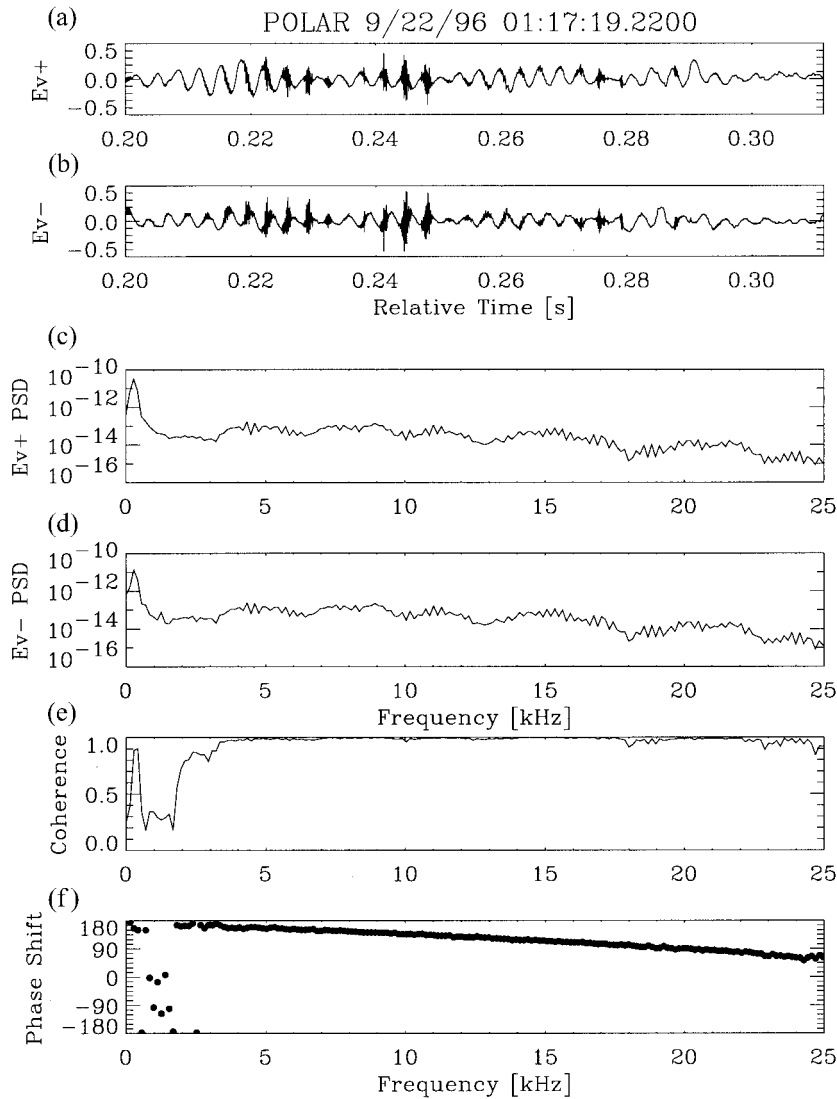 (a)
POLAR 9/22/96 01:17:19.2200
Ev+
0.5
0.0
-0.5
0.20 0.22 0.24 0.26 0.28 0.30
(b)
Ev-
0.5
0.0
-0.5
0.20 0.22 0.24 0.26 0.28 0.30
Relative Time [s]
(c)
Ev+ PSD
10^-10
10^-12
10^-14
10^-16
0 5 10 15 20 25
(d)
Ev- PSD
10^-10
10^-12
10^-14
10^-16
0 5 10 15 20 25
Frequency [kHz]
(e)
Coherence
1.0
0.5
0.0
0 5 10 15 20 25
(f)
Phase Shift
180
90
0
-90
-180
0 5 10 15 20 25
Frequency [kHz]